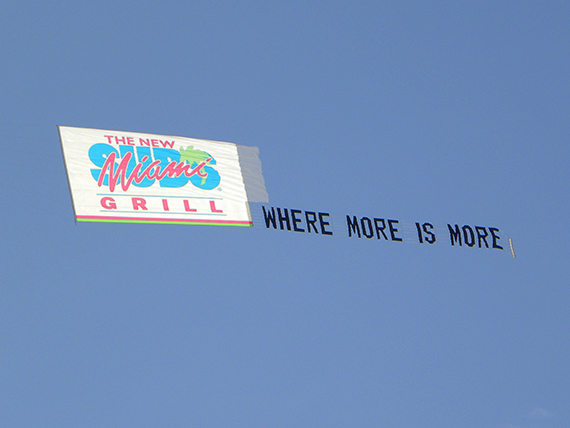 THE NEW
Miami
SUBS
GRILL
WHERE MORE IS MORE